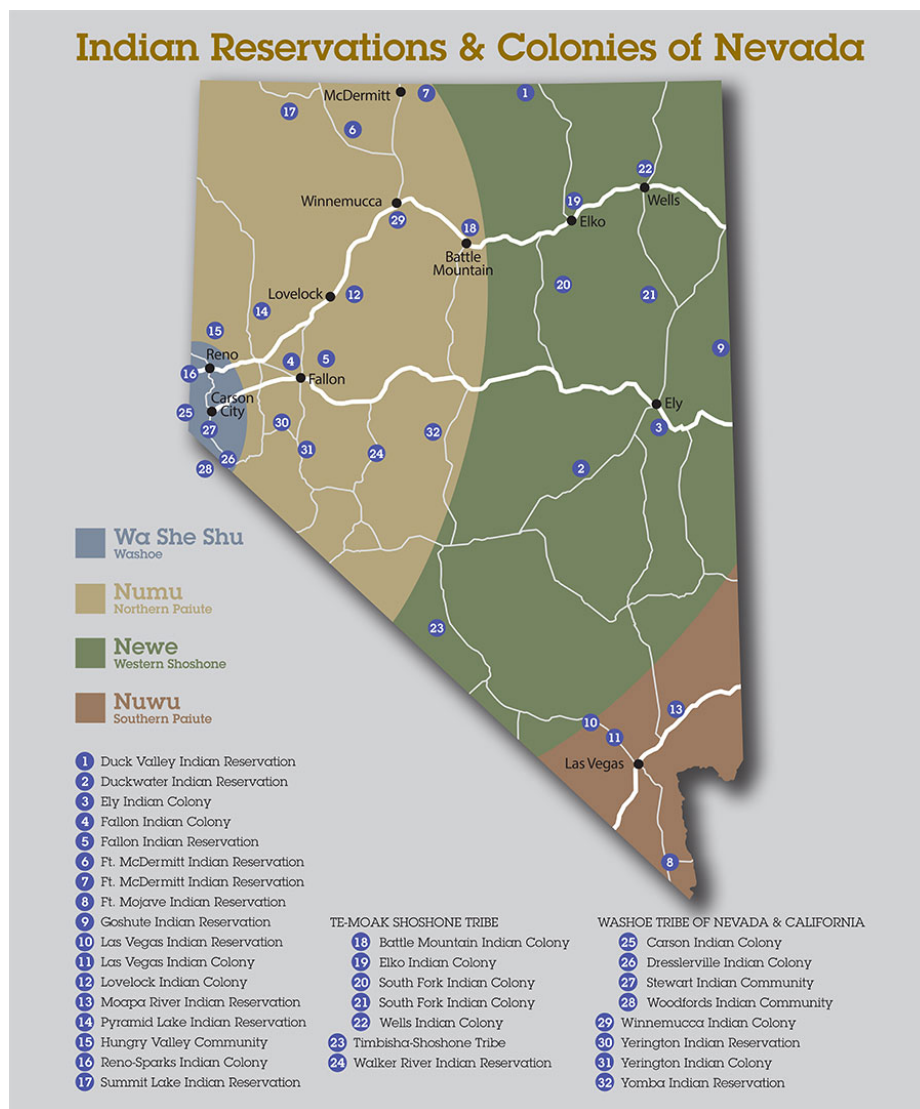 Indian Reservations & Colonies of Nevada
McDermitt
7
1
17
6
22
Wells
Winnemucca
29
19
Elko
18
Battle
Mountain
20
21
Lovelock
12
14
15
9
Reno
16
4
5
Fallon
Carson
City
25
27
30
Ely
3
32
31
24
26
28
2
Wa She Shu
Washoe
Numu
Northern Paiute
Newe
Western Shoshone
Nuwu
Southern Paiute
23
13
10
11
Las Vegas
8
1 Duck Valley Indian Reservation
2 Duckwater Indian Reservation
3 Ely Indian Colony
4 Fallon Indian Colony
5 Fallon Indian Reservation
6 Ft. McDermitt Indian Reservation
7 Ft. McDermitt Indian Reservation
8 Ft. Mojave Indian Reservation
9 Goshute Indian Reservation
10 Las Vegas Indian Reservation
11 Las Vegas Indian Colony
12 Lovelock Indian Colony
13 Moapa River Indian Reservation
14 Pyramid Lake Indian Reservation
15 Hungry Valley Community
16 Reno-Sparks Indian Colony
17 Summit Lake Indian Reservation
TE-MOAK SHOSHONE TRIBE
18 Battle Mountain Indian Colony
19 Elko Indian Colony
20 South Fork Indian Colony
21 South Fork Indian Colony
22 Wells Indian Colony
23 Timbisha-Shoshone Tribe
24 Walker River Indian Reservation
WASHOE TRIBE OF NEVADA & CALIFORNIA
25 Carson Indian Colony
26 Dresslerville Indian Colony
27 Stewart Indian Community
28 Woodfords Indian Community
29 Winnemucca Indian Colony
30 Yerington Indian Reservation
31 Yerington Indian Colony
32 Yomba Indian Reservation